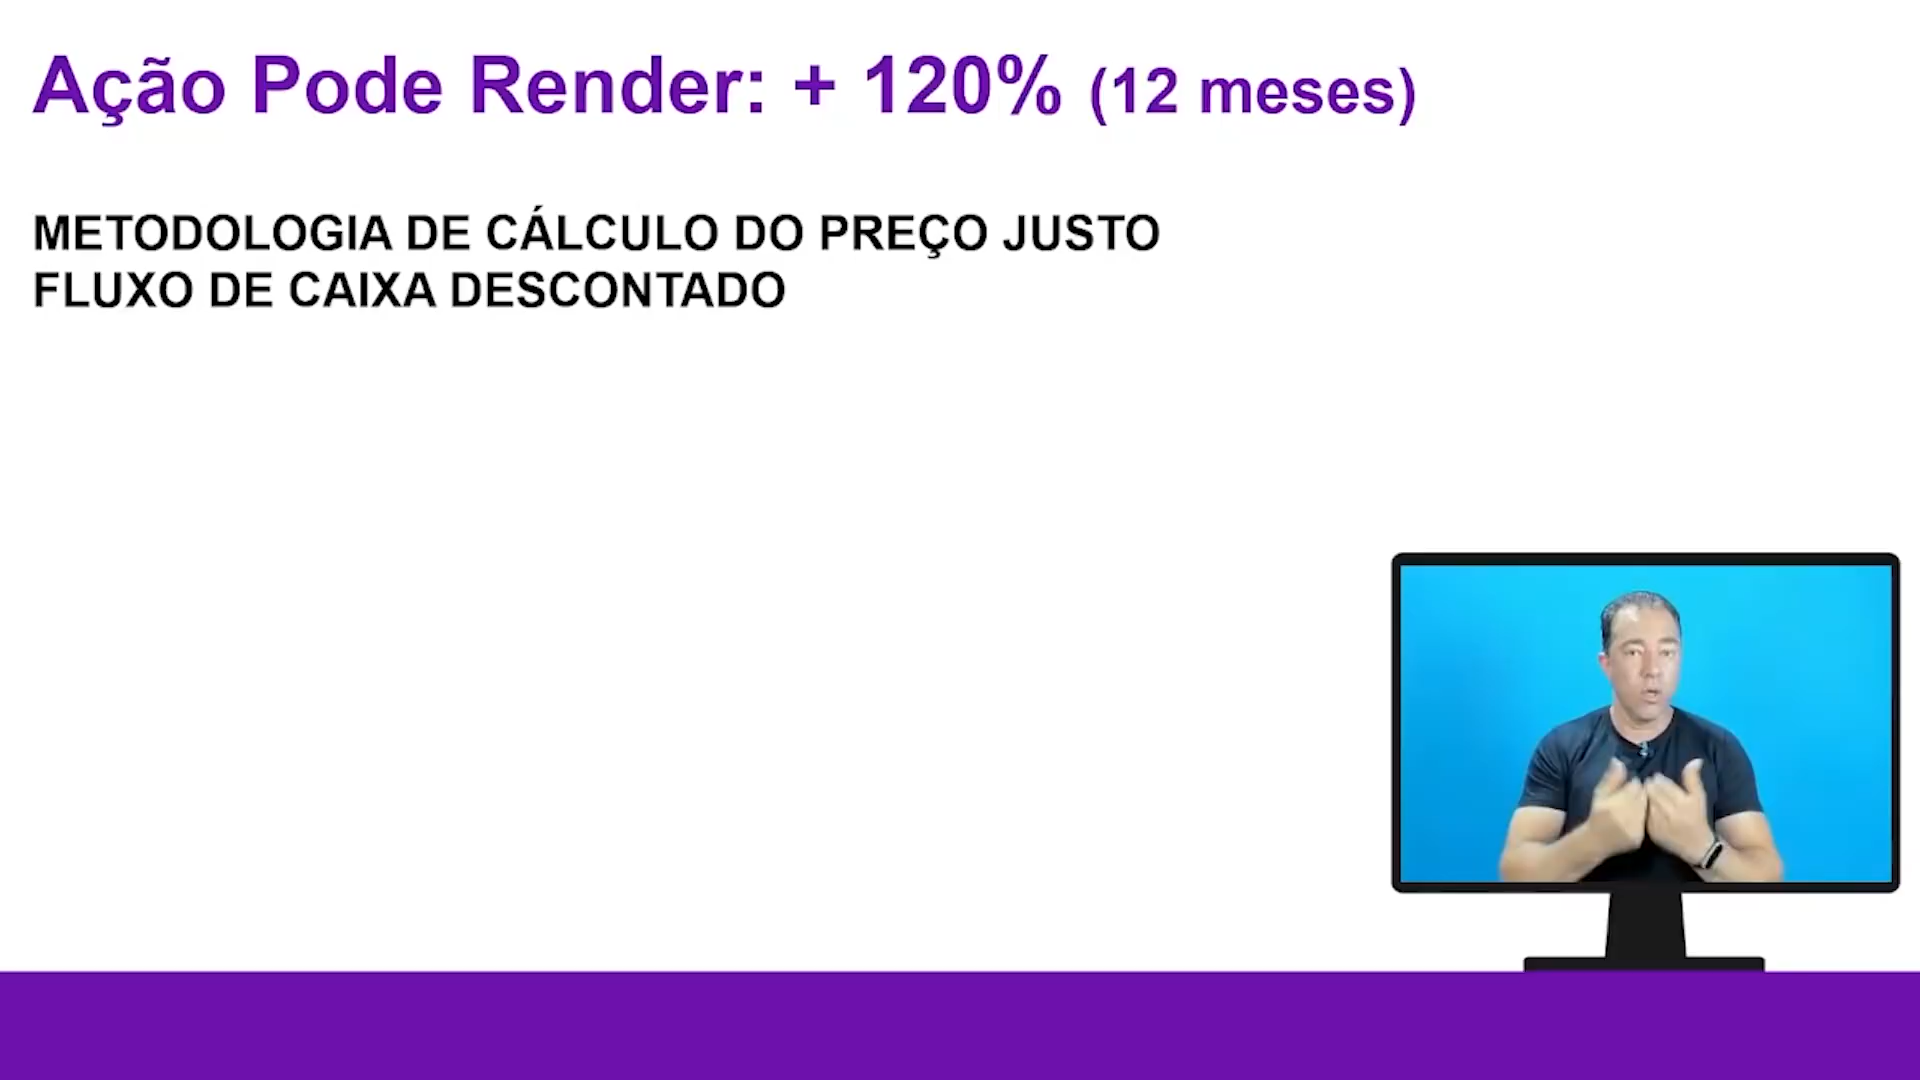 Ação Pode Render: + 120% (12 meses)
METODOLOGIA DE CÁLCULO DO PREÇO JUSTO
FLUXO DE CAIXA DESCONTADO